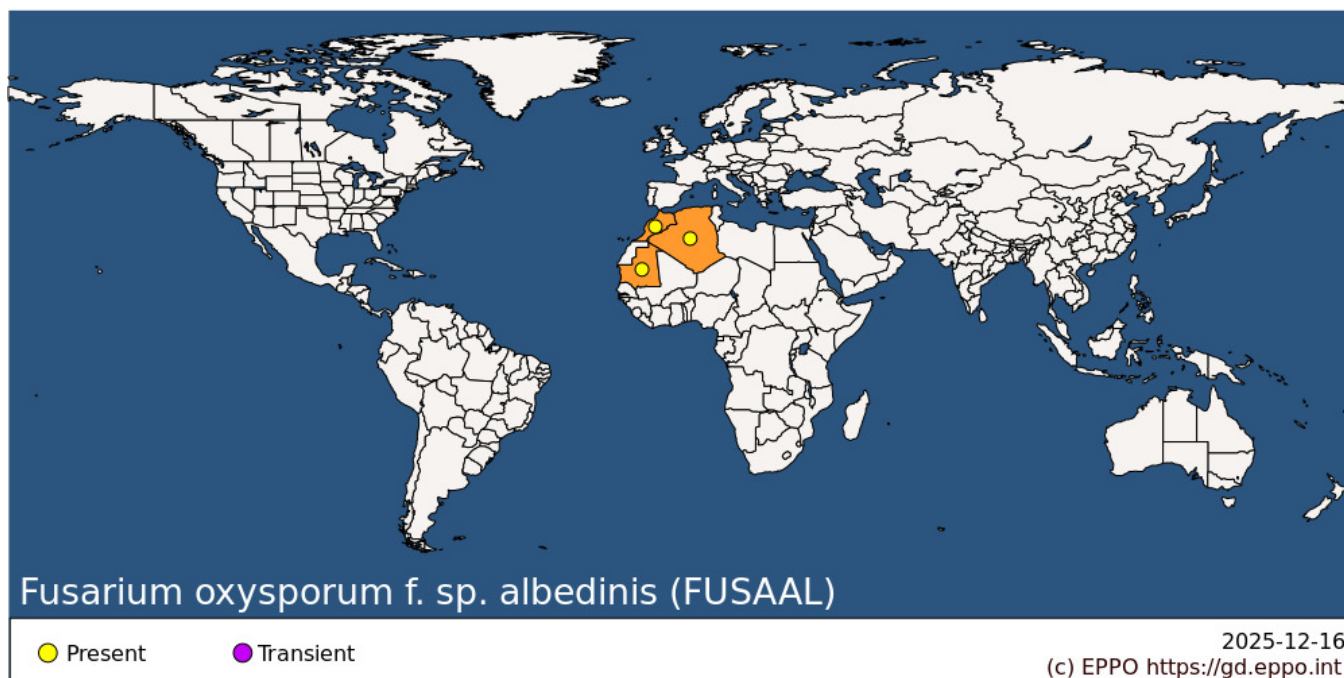 Fusarium oxysporum f. sp. albedinis (FUSAAL)
Present
Transient
2025-12-16
(c) EPPO https://gd.eppo.int